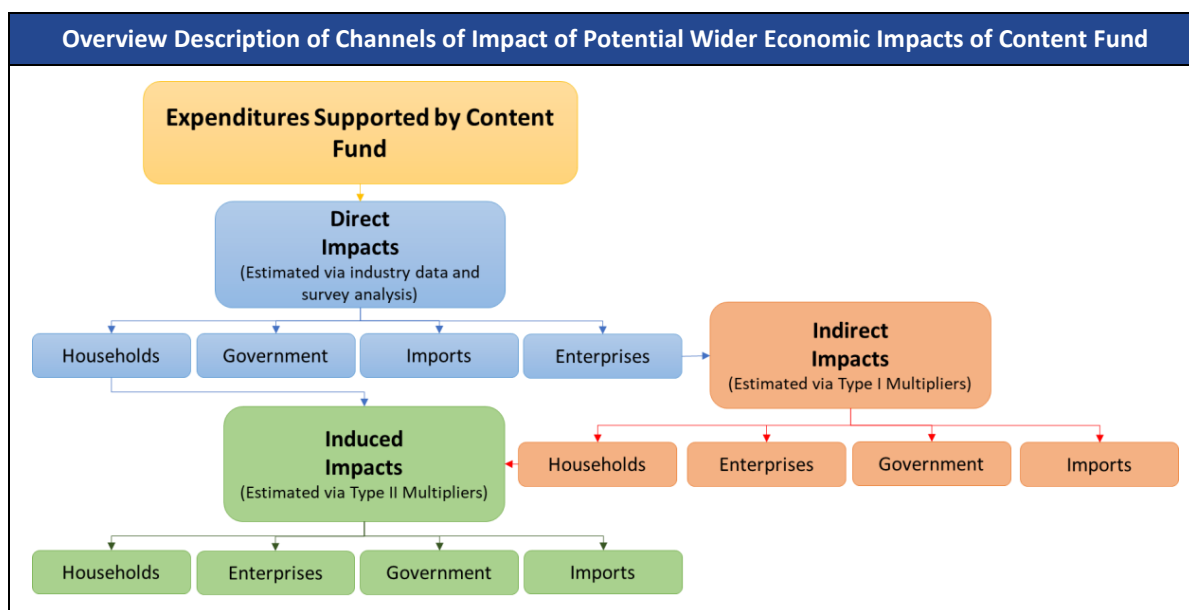 Overview Description of Channels of Impact of Potential Wider Economic Impacts of Content Fund
Expenditures Supported by Content
Fund
Direct
Impacts
(Estimated via industry data and
survey analysis)
Households
Government
Imports
Enterprises
Indirect
Impacts
(Estimated via Type I Multipliers)
Households
Enterprises
Government
Imports
Induced
Impacts
(Estimated via Type II Multipliers)
Households
Enterprises
Government
Imports